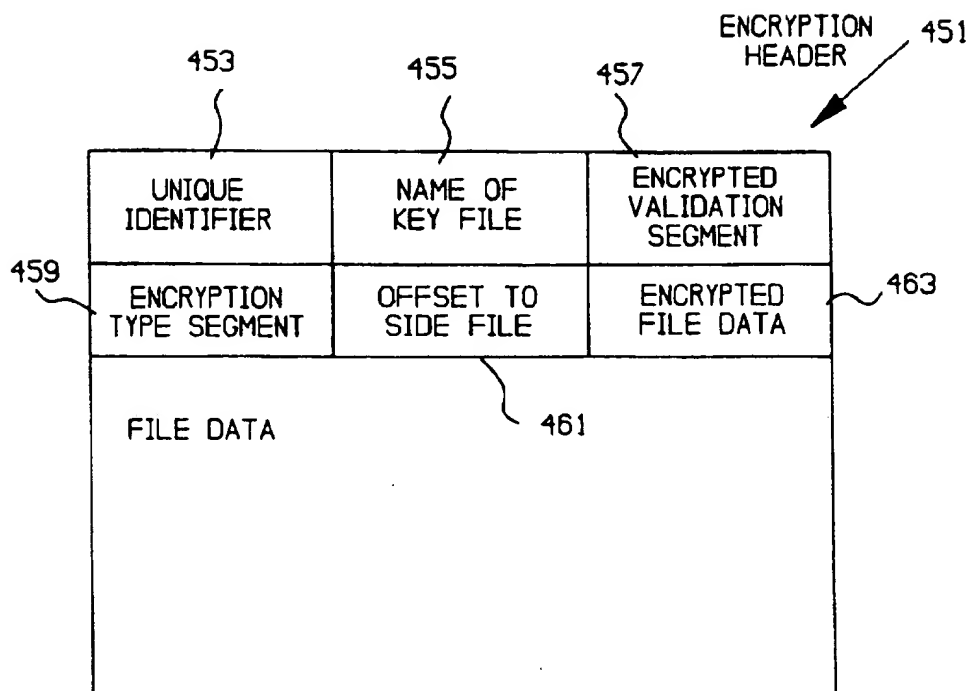 ENCRYPTION
HEADER
451
453
455
457
UNIQUE
IDENTIFIER
NAME OF
KEY FILE
ENCRYPTED
VALIDATION
SEGMENT
459
ENCRYPTION
TYPE SEGMENT
OFFSET TO
SIDE FILE
ENCRYPTED
FILE DATA
463
461
FILE DATA